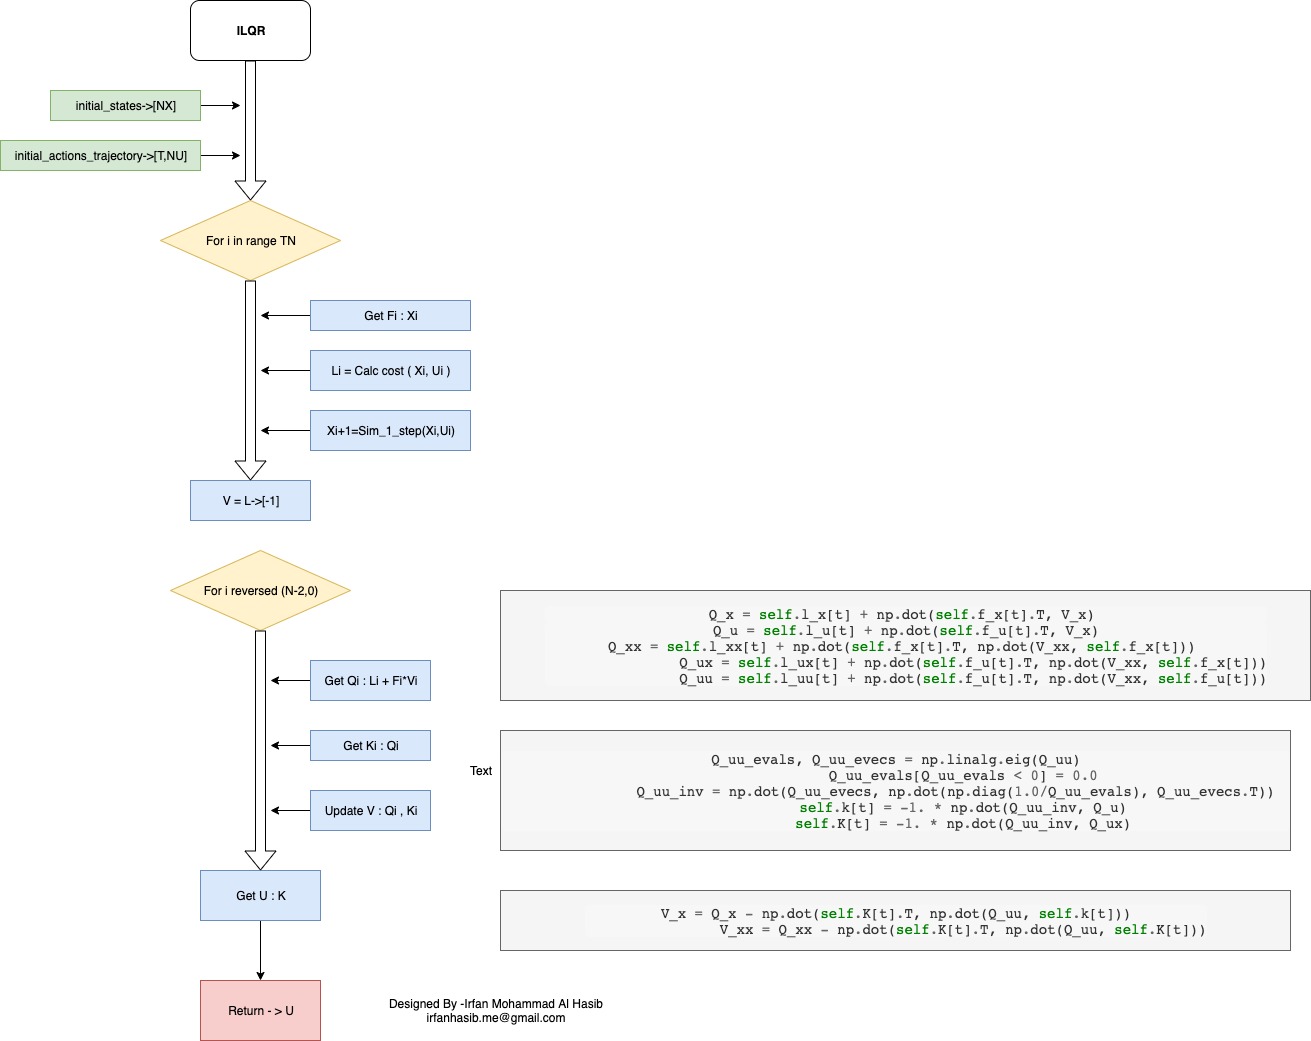 ILQR
initial_states->[NX]
initial_actions_trajectory->[T,NU]
For i in range TN
Get Fi : Xi
Li = Calc cost ( Xi, Ui )
Xi+1=Sim_1_step(Xi,Ui)
V = L->[-1]
For i reversed (N-2,0)
Get Qi : Li + Fi*Vi
Q_x = self.l_x[t] + np.dot(self.f_x[t].T, V_x)
Q_u = self.l_u[t] + np.dot(self.f_u[t].T, V_x)
Q_xx = self.l_xx[t] + np.dot(self.f_x[t].T, np.dot(V_xx, self.f_x[t]))
Q_ux = self.l_ux[t] + np.dot(self.f_u[t].T, np.dot(V_xx, self.f_x[t]))
Q_uu = self.l_uu[t] + np.dot(self.f_u[t].T, np.dot(V_xx, self.f_u[t]))
Get Ki : Qi
Text
Q_uu_evals, Q_uu_evecs = np.linalg.eig(Q_uu)
Q_uu_evals[Q_uu_evals < 0] = 0.0
Q_uu_inv = np.dot(Q_uu_evecs, np.dot(np.diag(1.0/Q_uu_evals), Q_uu_evecs.T))
self.k[t] = -1. * np.dot(Q_uu_inv, Q_u)
self.K[t] = -1. * np.dot(Q_uu_inv, Q_ux)
Update V : Qi , Ki
Get U : K
V_x = Q_x - np.dot(self.K[t].T, np.dot(Q_uu, self.k[t]))
V_xx = Q_xx - np.dot(self.K[t].T, np.dot(Q_uu, self.K[t]))
Return - > U
Designed By -Irfan Mohammad Al Hasib
irfanhasib.me@gmail.com